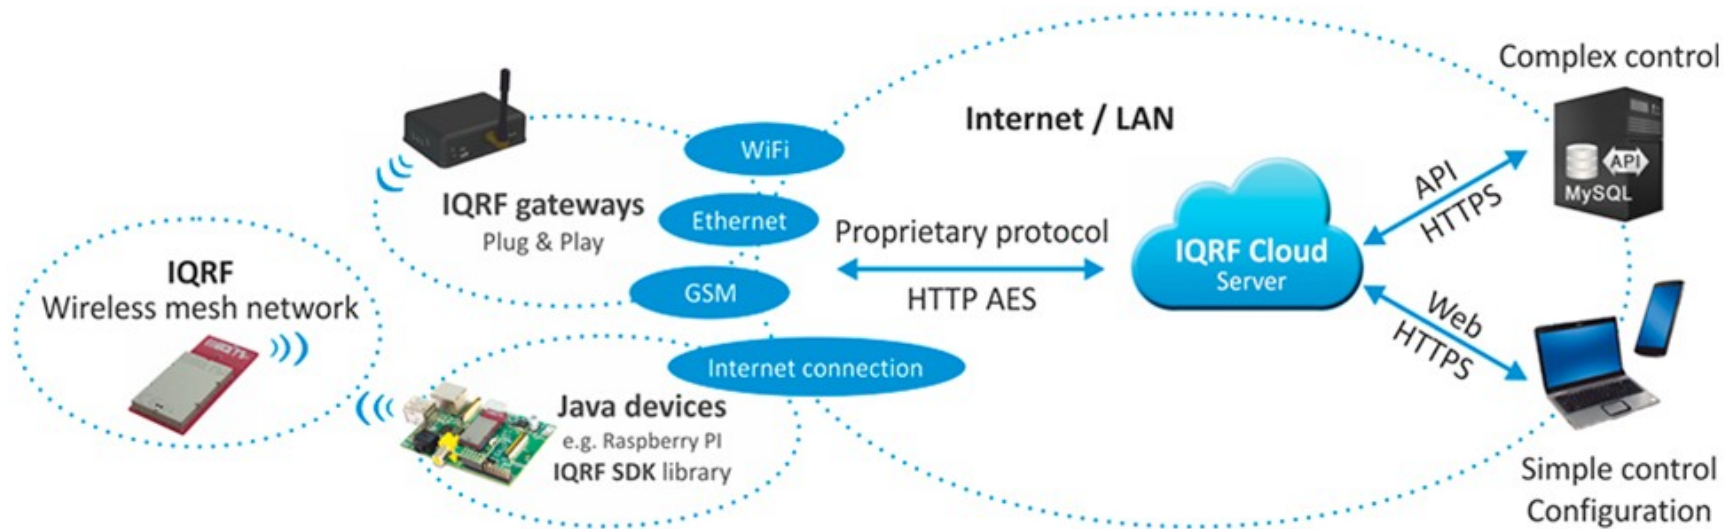 IQRF
Wireless mesh network
IQRF gateways
Plug & Play
Java devices
e.g. Raspberry PI
IQRF SDK library
WiFi
Ethernet
GSM
Internet connection
Internet / LAN
Proprietary protocol
HTTP AES
IQRF Cloud
Server
API
HTTPS
Web
HTTPS
Complex control
API
MySQL
Simple control
Configuration